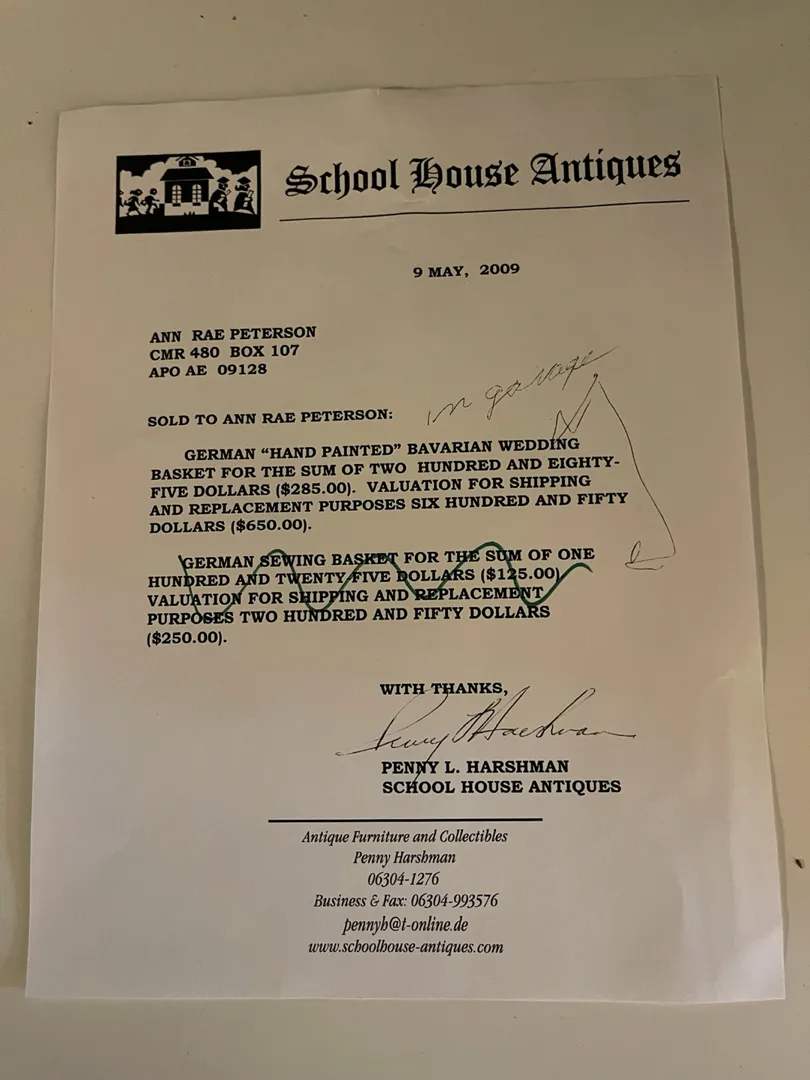 School House Antiques
9 MAY, 2009
ANN RAE PETERSON
CMR 480 BOX 107
APO AE 09128
in garage
SOLD TO ANN RAE PETERSON:
GERMAN “HAND PAINTED” BAVARIAN WEDDING
BASKET FOR THE SUM OF TWO HUNDRED AND EIGHTY-
FIVE DOLLARS ($285.00). VALUATION FOR SHIPPING
AND REPLACEMENT PURPOSES SIX HUNDRED AND FIFTY
DOLLARS ($650.00).
GERMAN SEWING BASKET FOR THE SUM OF ONE
HUNDRED AND TWENTY FIVE DOLLARS ($125.00)
VALUATION FOR SHIPPING AND REPLACEMENT
PURPOSES TWO HUNDRED AND FIFTY DOLLARS
($250.00).
WITH THANKS,
Penny L Harshman
PENNY L. HARSHMAN
SCHOOL HOUSE ANTIQUES
Antique Furniture and Collectibles
Penny Harshman
06304-1276
Business & Fax: 06304-993576
pennyh@t-online.de
www.schoolhouse-antiques.com